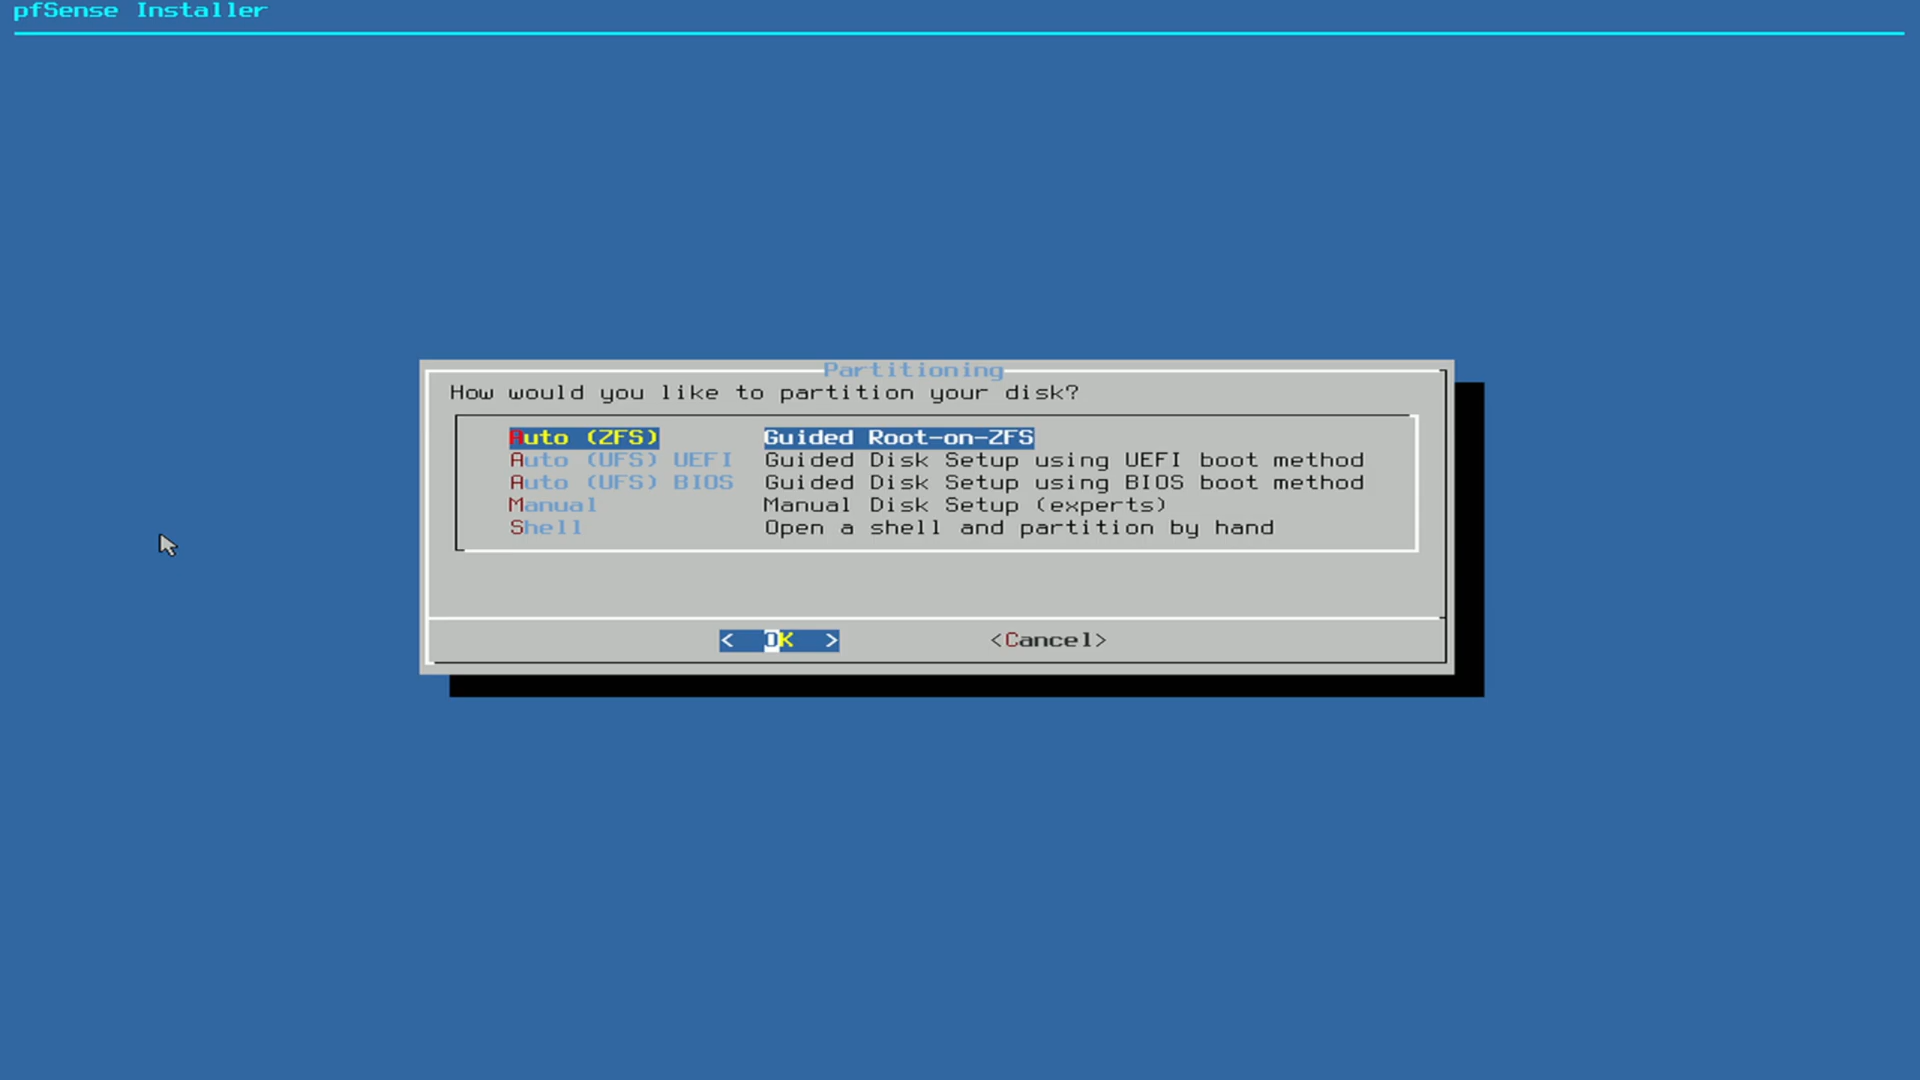 pfSense Installer
Partitioning
How would you like to partition your disk?
Auto (ZFS) Guided Root-on-ZFS
Auto (UFS) UEFI Guided Disk Setup using UEFI boot method
Auto (UFS) BIOS Guided Disk Setup using BIOS boot method
Manual Manual Disk Setup (experts)
Shell Open a shell and partition by hand
< OK > <Cancel>